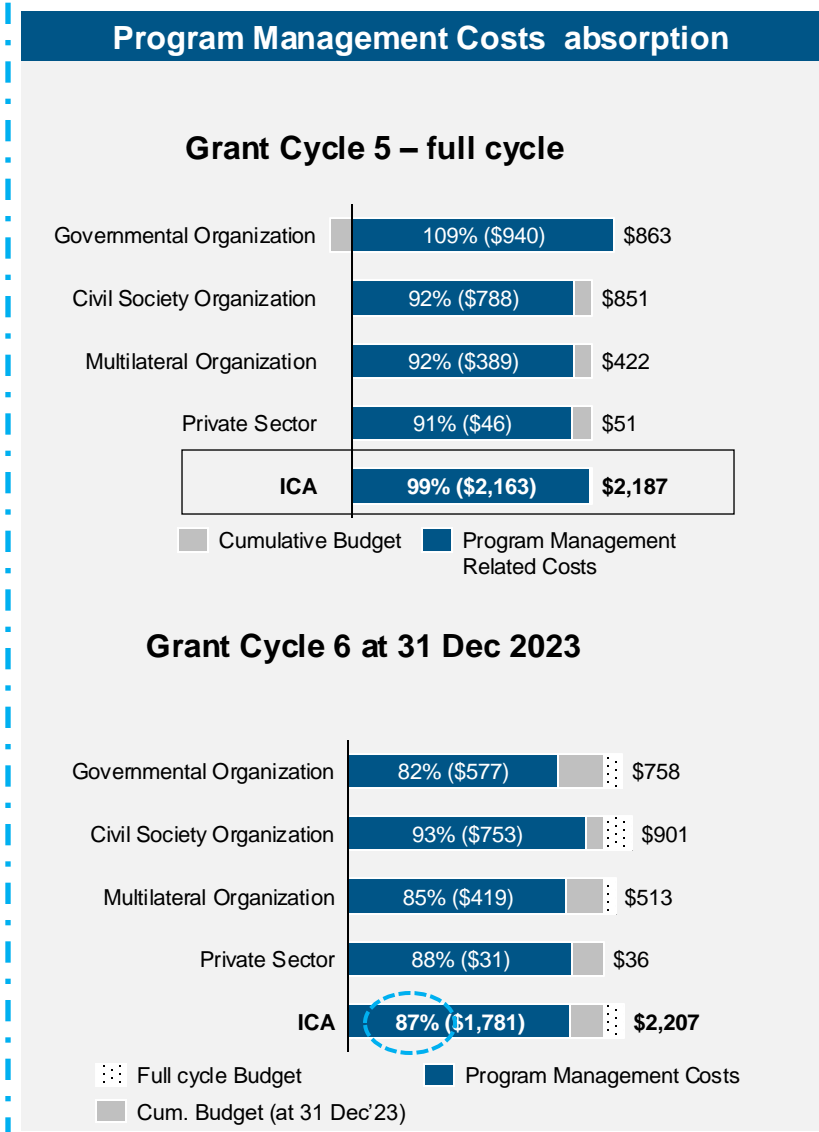 Program Management Costs absorption
Grant Cycle 5 – full cycle
Governmental Organization 109% ($940) $863
Civil Society Organization 92% ($788) $851
Multilateral Organization 92% ($389) $422
Private Sector 91% ($46) $51
ICA 99% ($2,163) $2,187
Cumulative Budget Program Management
Related Costs
Grant Cycle 6 at 31 Dec 2023
Governmental Organization 82% ($577) $758
Civil Society Organization 93% ($753) $901
Multilateral Organization 85% ($419) $513
Private Sector 88% ($31) $36
ICA 87% ($1,781) $2,207
Full cycle Budget Program Management Costs
Cum. Budget (at 31 Dec'23)